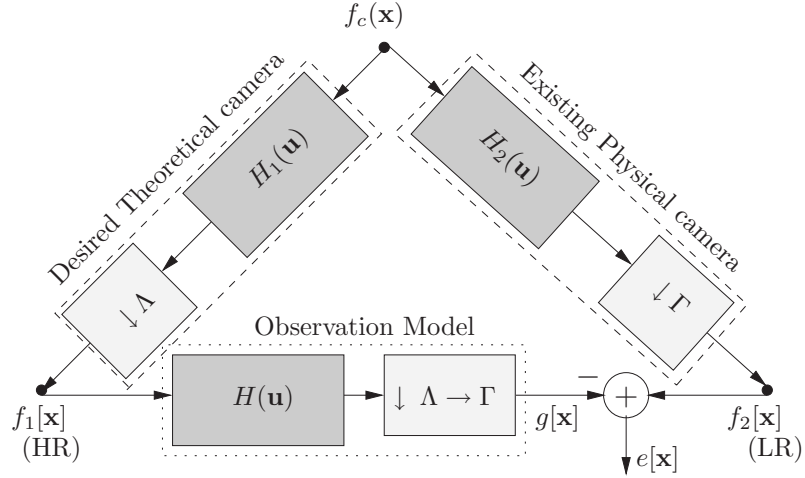 f_c(x)
Desired Theoretical camera
Existing Physical camera
H_1(u)
H_2(u)
↓ Λ
↓ Γ
Observation Model
H(u)
↓ Λ → Γ
−
+
f_1[x]
(HR)
g[x]
f_2[x]
(LR)
e[x]